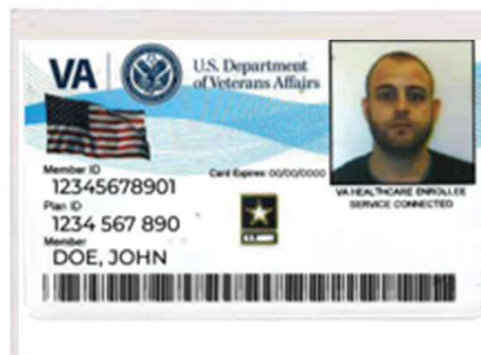 VA
U.S. Department
of Veterans Affairs
Member ID
12345678901
Card Expires: 00/00/0000
Plan ID
1234 567 890
Member
DOE, JOHN
VA HEALTHCARE ENROLLEE
SERVICE CONNECTED